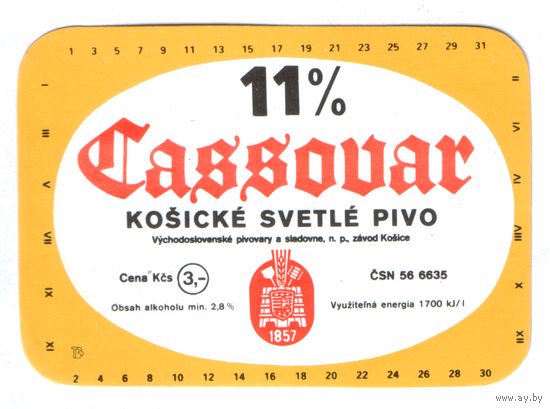 1 3 5 7 9 11 13 15 17 19 21 23 25 27 29 31
I
III
V
VII
XI
XI
11%
Cassovar
KOŠICKÉ SVETLÉ PIVO
Východoslovenské pivovary a sladovne, n. p., závod Košice
Cena Kčs 3,–
ČSN 56 6635
Obsah alkoholu min. 2,8 %
Využiteľná energia 1700 kJ/l
1857
II
IV
VI
VIII
X
XII
2 4 6 8 10 12 14 16 18 20 22 24 26 28 30
www.ay.by